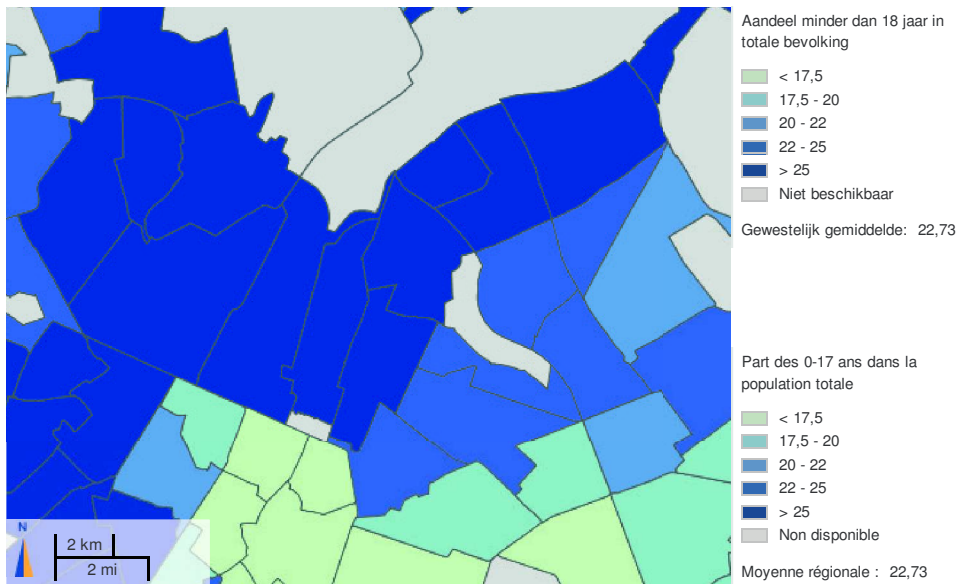 Aandeel minder dan 18 jaar in
totale bevolking
< 17,5
17,5 - 20
20 - 22
22 - 25
> 25
Niet beschikbaar
Gewestelijk gemiddelde: 22,73
Part des 0-17 ans dans la
population totale
< 17,5
17,5 - 20
20 - 22
22 - 25
> 25
Non disponible
Moyenne régionale : 22,73
N
2 km
2 mi